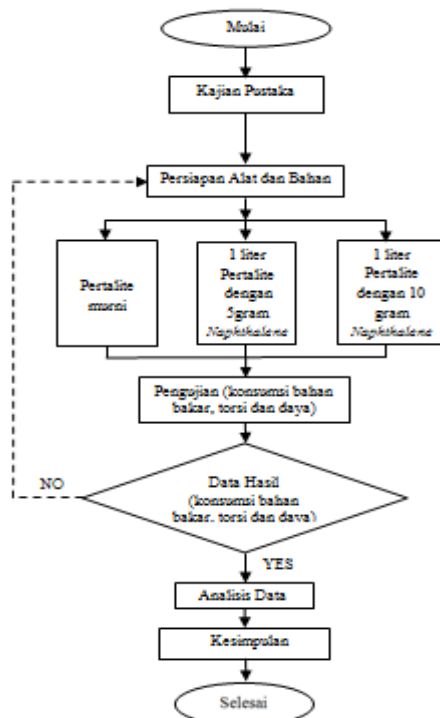 Mulai
Kajian Pustaka
Persiapan Alat dan Bahan
Pertalite
murni
1 liter
Pertalite
dengan
5gram
Naphthalene
1 liter
Pertalite
dengan 10
gram
Naphthalene
Pengujian (konsumsi bahan
bakar, torsi dan daya)
Data Hasil
(konsumsi bahan
bakar, torsi dan daya)
NO
YES
Analisis Data
Kesimpulan
Selesai